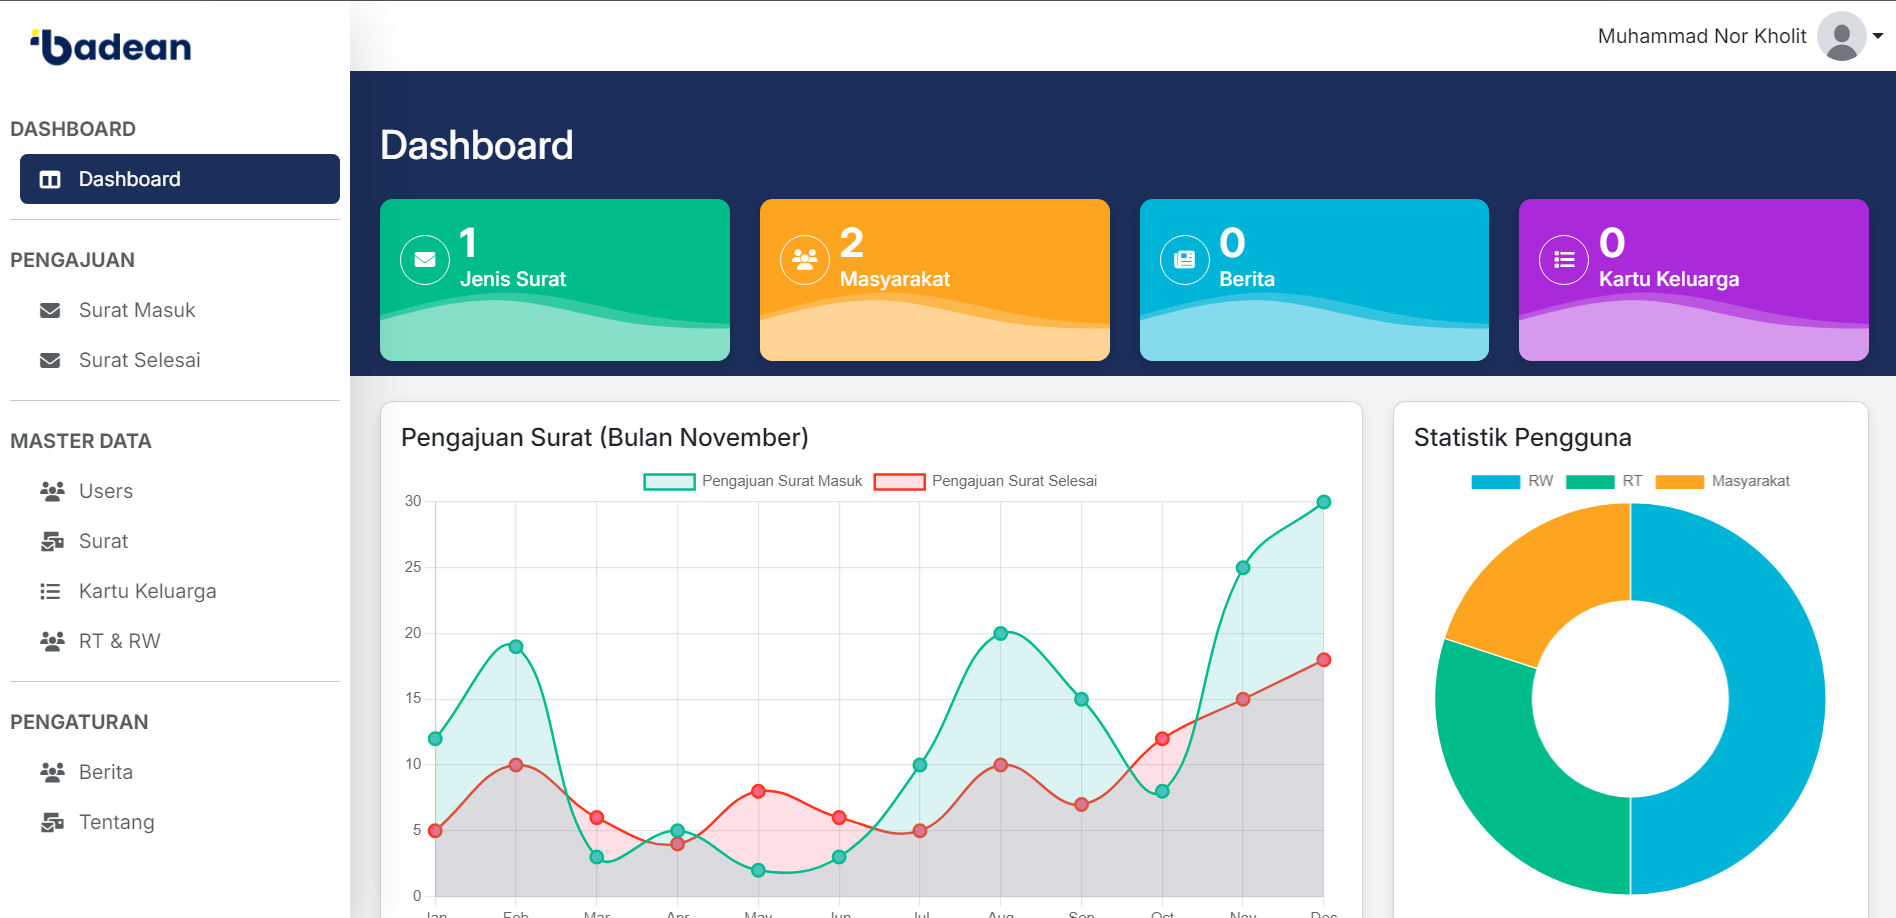 badean
Muhammad Nor Kholit
DASHBOARD
Dashboard
PENGAJUAN
Surat Masuk
Surat Selesai
MASTER DATA
Users
Surat
Kartu Keluarga
RT & RW
PENGATURAN
Berita
Tentang
Dashboard
1
Jenis Surat
2
Masyarakat
0
Berita
0
Kartu Keluarga
Pengajuan Surat (Bulan November)
Pengajuan Surat Masuk Pengajuan Surat Selesai
30
25
20
15
10
5
0
Jan Feb Mar Apr May Jun Jul Aug Sep Oct Nov Dec
Statistik Pengguna
RW RT Masyarakat